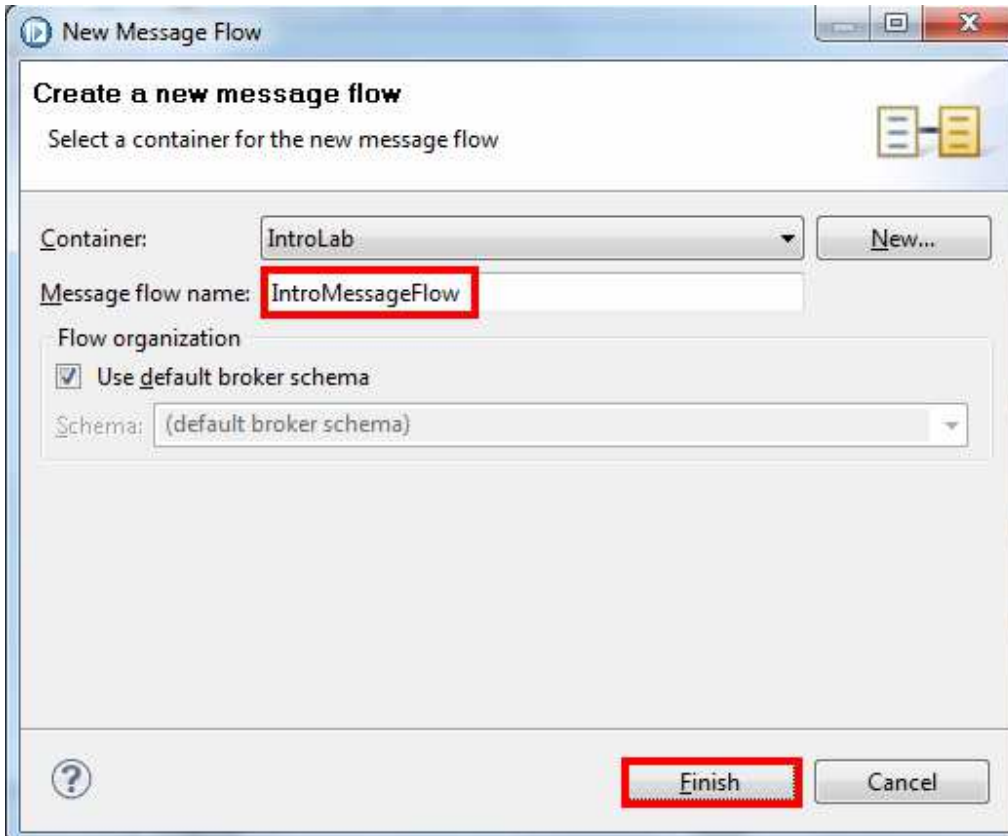 New Message Flow
Create a new message flow
Select a container for the new message flow
Container: IntroLab New...
Message flow name: IntroMessageFlow
Flow organization
Use default broker schema
Schema: (default broker schema)
? Finish Cancel